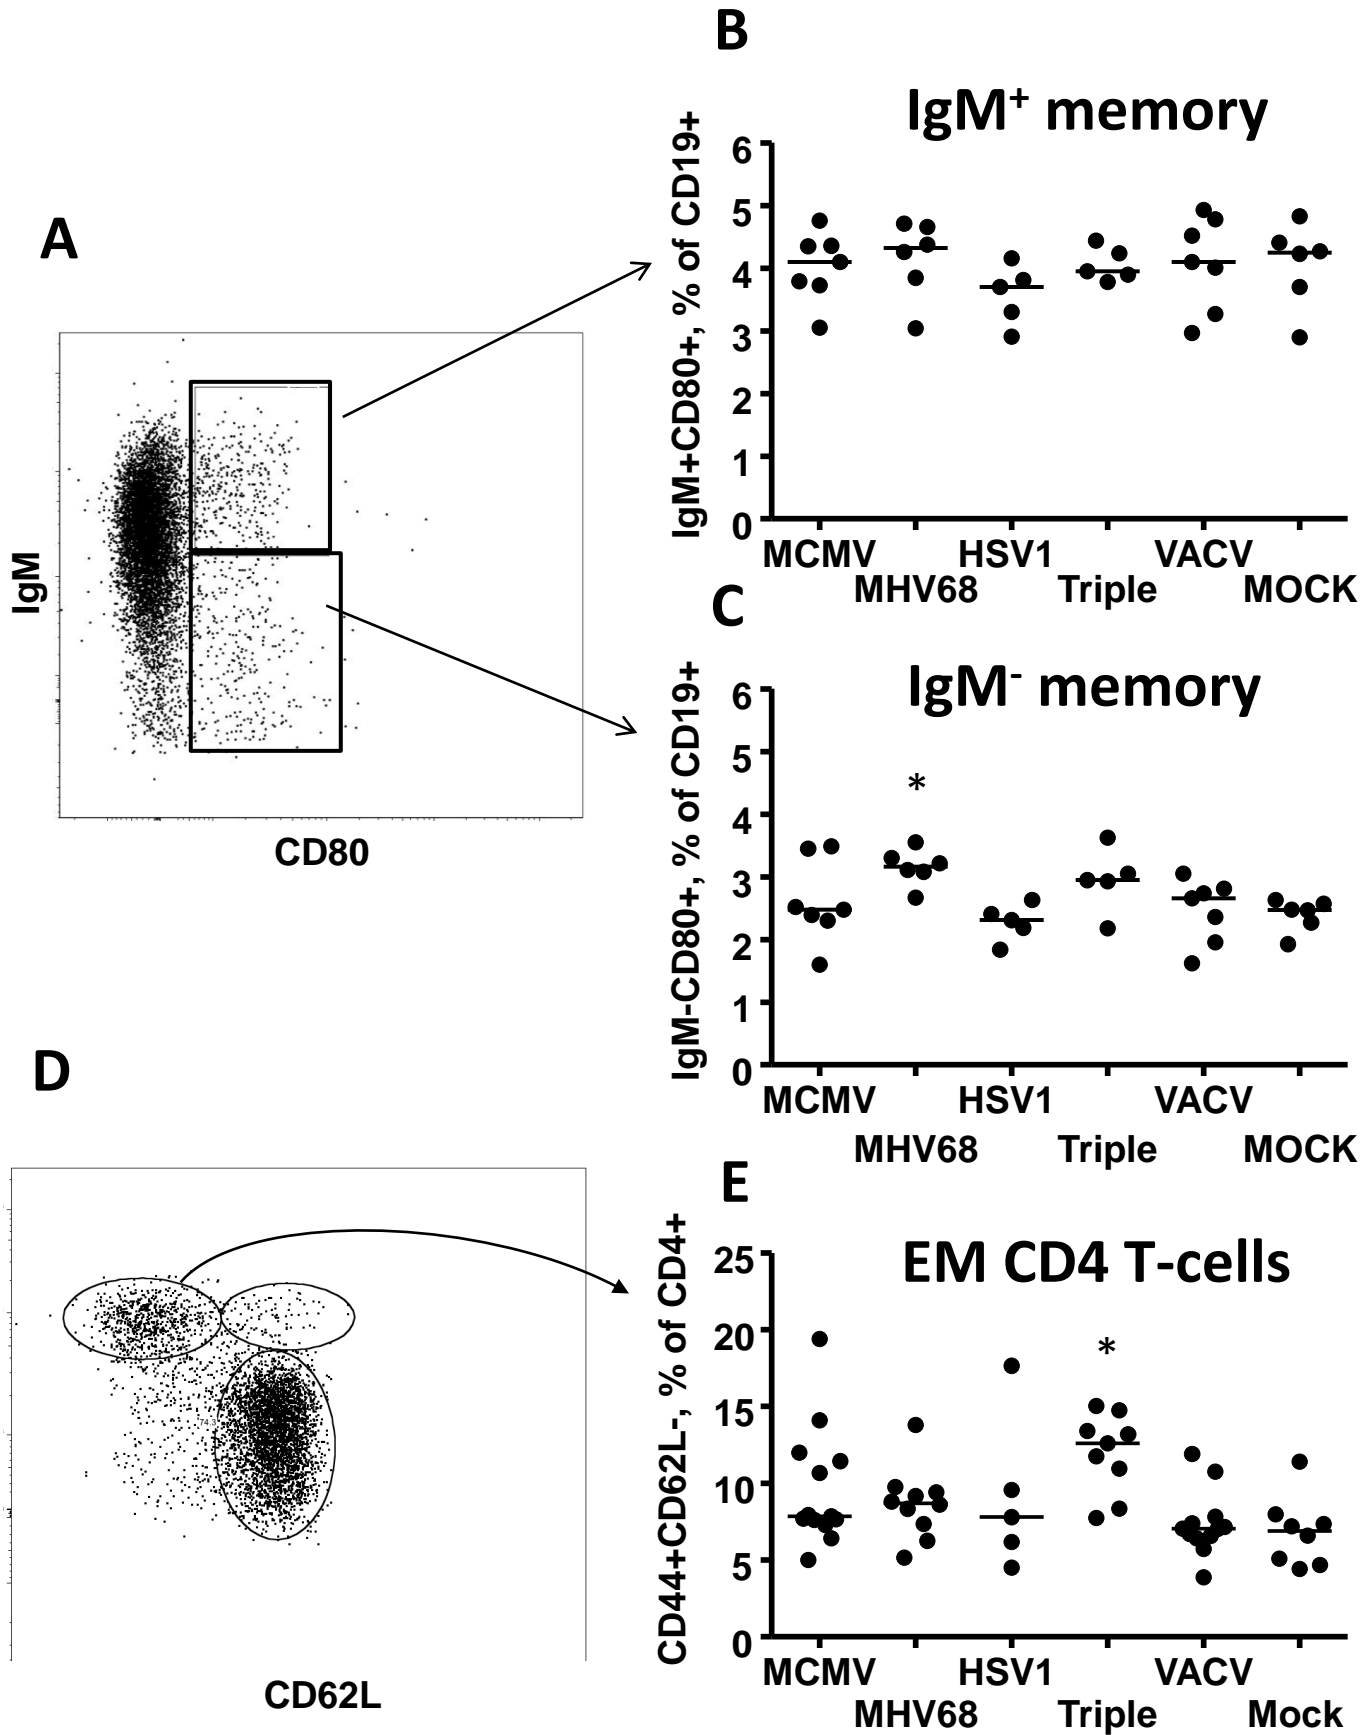 A
IgM
CD80
B
IgM+ memory
IgM+CD80+, % of CD19+
6
5
4
3
2
1
0
MCMV HSV1 VACV
MHV68 Triple MOCK
C
IgM- memory
IgM-CD80+, % of CD19+
6
5
4
*
3
2
1
0
MCMV HSV1 VACV
MHV68 Triple MOCK
D
74.3
CD62L
E
EM CD4 T-cells
CD44+CD62L-, % of CD4+
25
20
*
15
10
5
0
MCMV HSV1 VACV
MHV68 Triple Mock